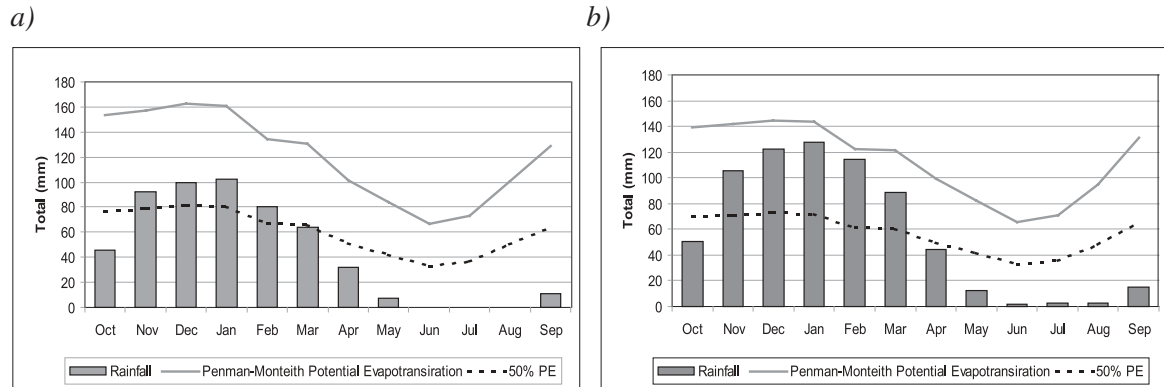 a)
180
160
140
120
100
80
60
40
20
0
Total (mm)
Oct Nov Dec Jan Feb Mar Apr May Jun Jul Aug Sep
Rainfall Penman-Monteith Potential Evapotransiration 50% PE
b)
180
160
140
120
100
80
60
40
20
0
Total (mm)
Oct Nov Dec Jan Feb Mar Apr May Jun Jul Aug Sep
Rainfall Penman-Monteith Potential Evapotransiration 50% PE